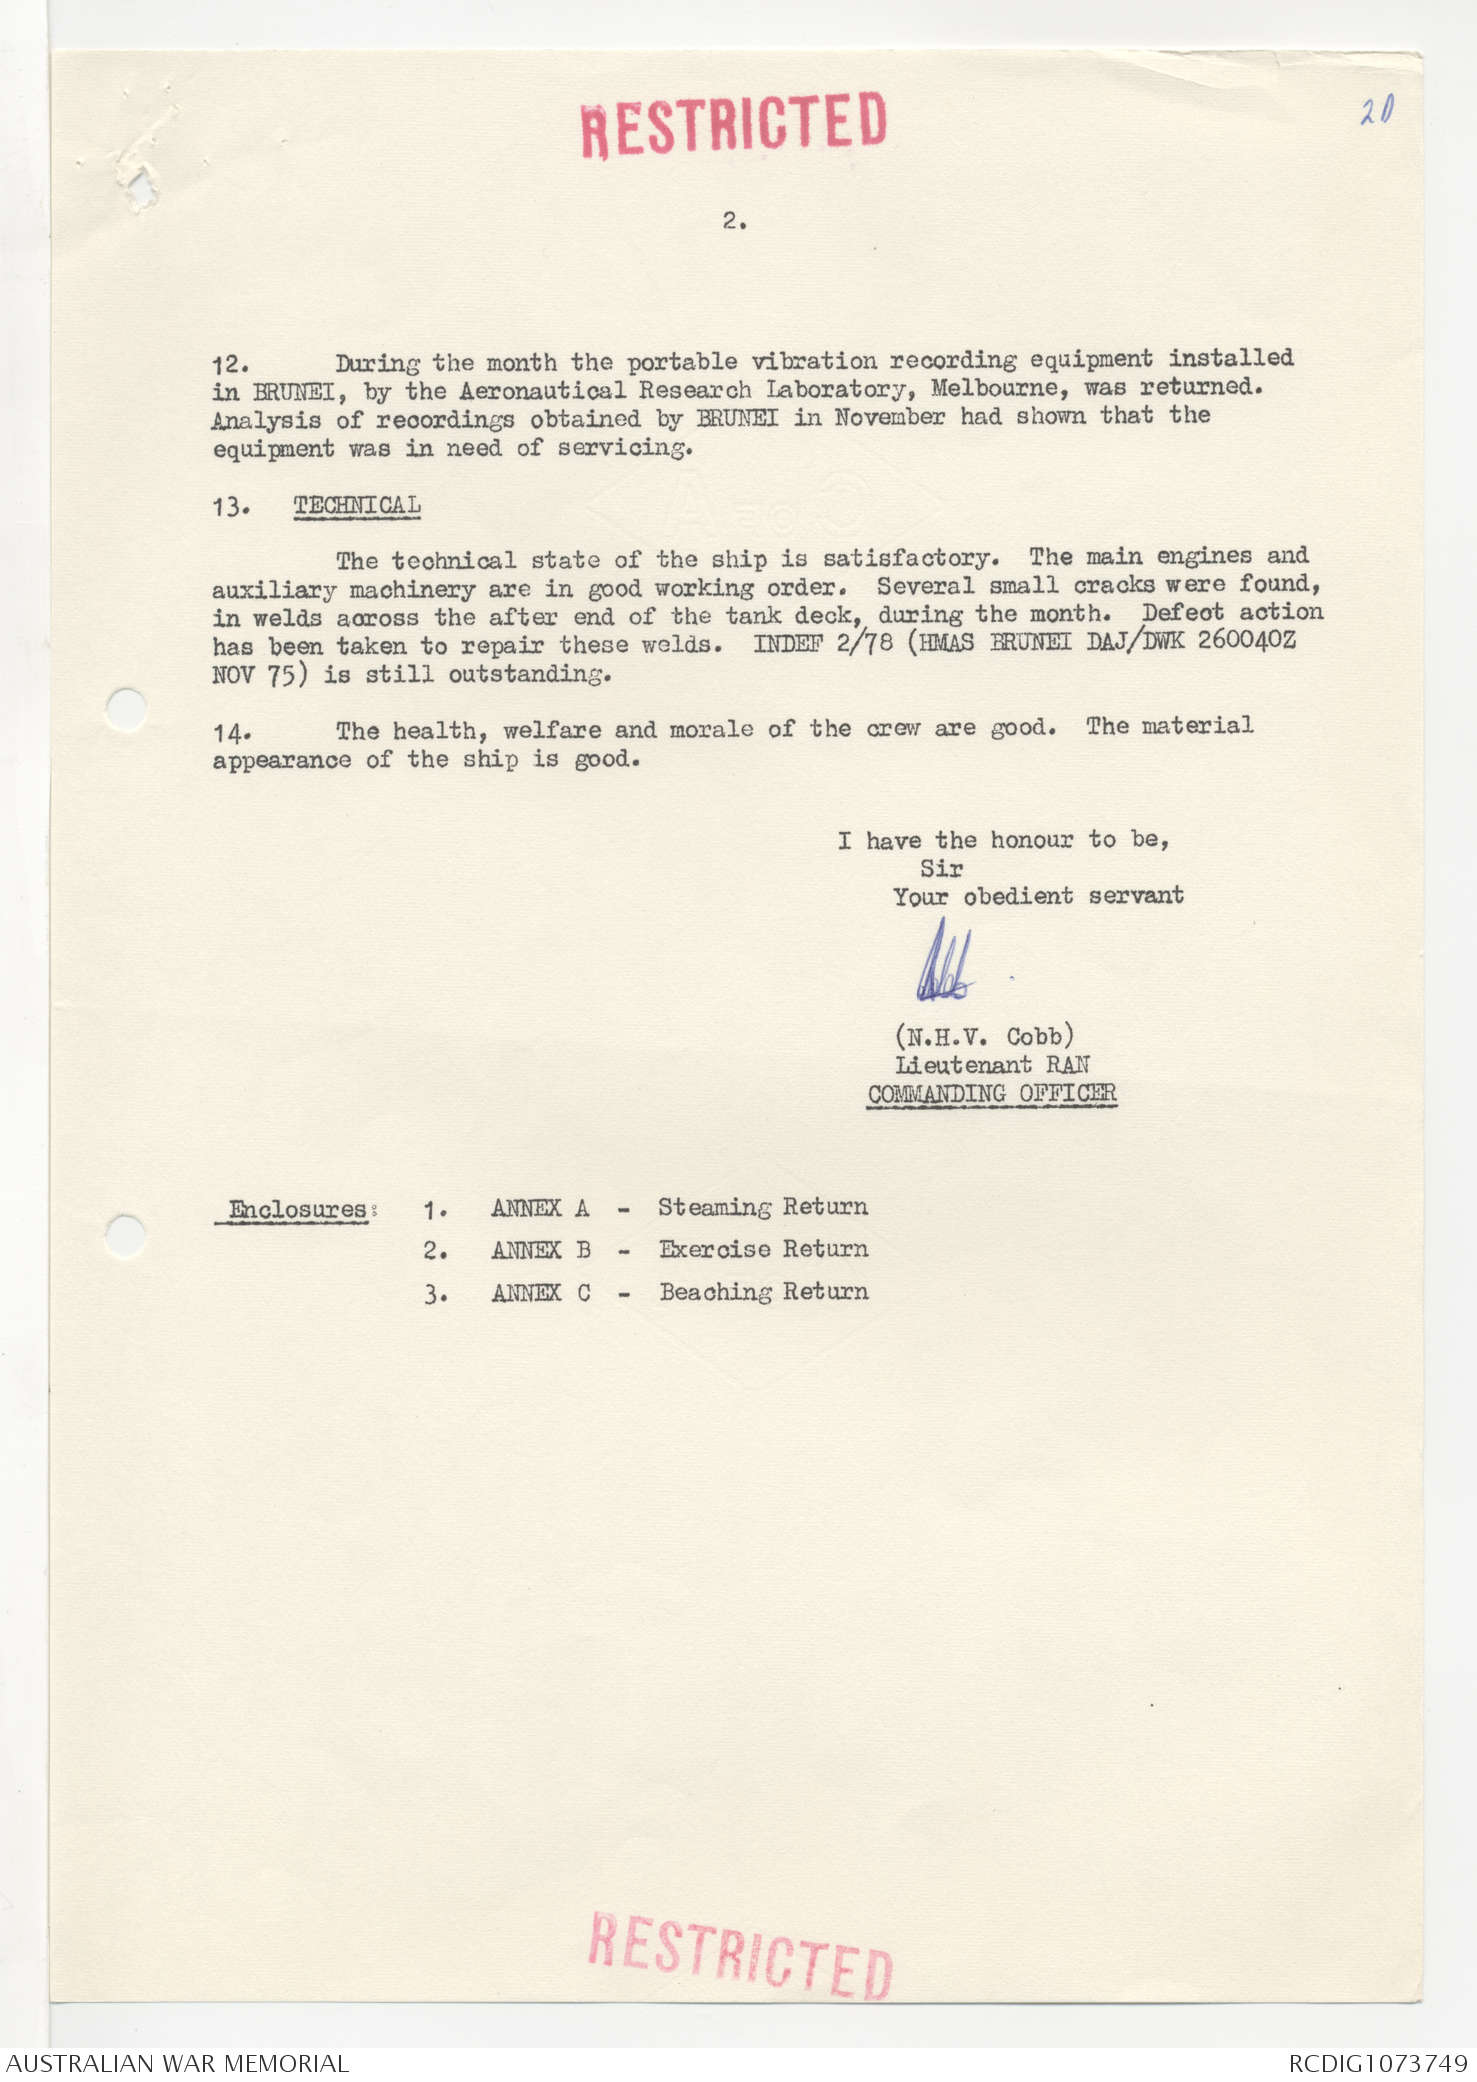 RESTRICTED
20
2.
12. During the month the portable vibration recording equipment installed
in BRUNEI, by the Aeronautical Research Laboratory, Melbourne, was returned.
Analysis of recordings obtained by BRUNEI in November had shown that the
equipment was in need of servicing.
13. TECHNICAL
The technical state of the ship is satisfactory. The main engines and
auxiliary machinery are in good working order. Several small cracks were found,
in welds across the after end of the tank deck, during the month. Defect action
has been taken to repair these welds. INDEF 2/78 (HMAS BRUNEI DAJ/DWK 260040Z
NOV 75) is still outstanding.
14. The health, welfare and morale of the crew are good. The material
appearance of the ship is good.
I have the honour to be,
Sir
Your obedient servant
(N.H.V. Cobb)
Lieutenant RAN
COMMANDING OFFICER
Enclosures: 1. ANNEX A - Steaming Return
2. ANNEX B - Exercise Return
3. ANNEX C - Beaching Return
RESTRICTED
AUSTRALIAN WAR MEMORIAL
RCDIG1073749